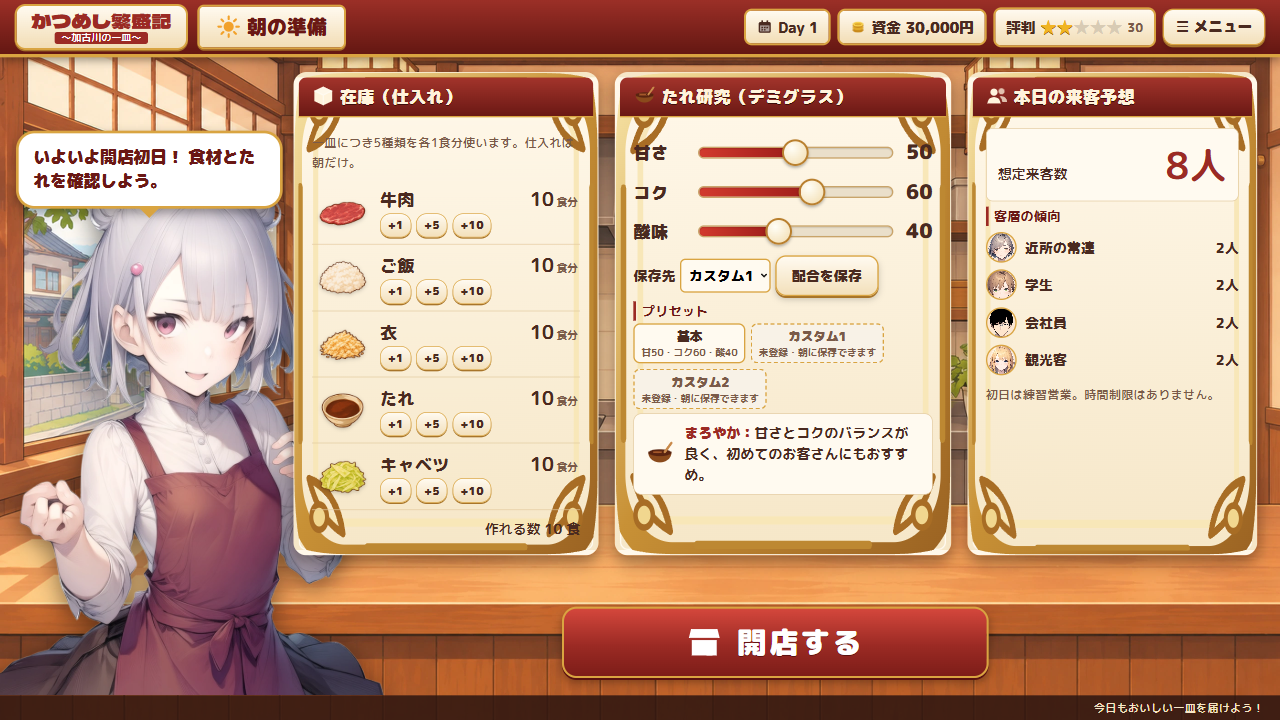 かつめし繁盛記
～加古川の一皿～
朝の準備
Day 1
資金 30,000円
評判 ★★★★★ 30
☰ メニュー
いよいよ開店初日！ 食材とた
れを確認しよう。
在庫（仕入れ）
一皿につき5種類を各1食分使います。仕入れは
朝だけ。
牛肉 10 食分
+1 +5 +10
ご飯 10 食分
+1 +5 +10
衣 10 食分
+1 +5 +10
たれ 10 食分
+1 +5 +10
キャベツ 10 食分
+1 +5 +10
作れる数 10 食
たれ研究（デミグラス）
甘さ 50
コク 60
酸味 40
保存先 カスタム1 配合を保存
プリセット
基本
甘50・コク60・酸40
カスタム1
未登録・朝に保存できます
カスタム2
未登録・朝に保存できます
まろやか：甘さとコクのバランスが
良く、初めてのお客さんにもおすす
め。
本日の来客予想
想定来客数 8人
客層の傾向
近所の常連 2人
学生 2人
会社員 2人
観光客 2人
初日は練習営業。時間制限はありません。
開店する
今日もおいしい一皿を届けよう！